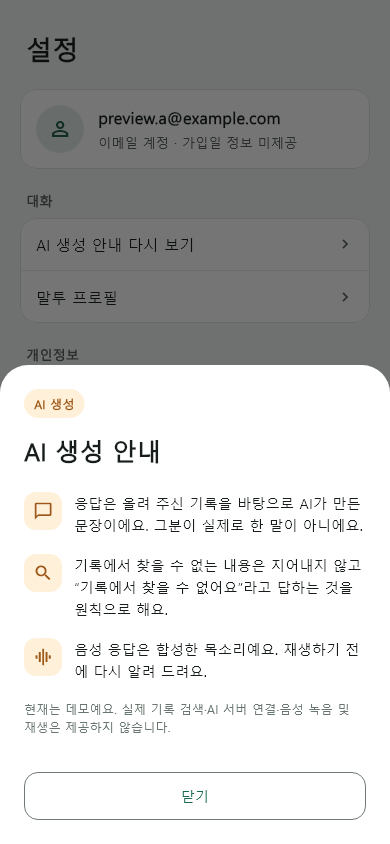 설정
preview.a@example.com
이메일 계정 · 가입일 정보 미제공
대화
AI 생성 안내 다시 보기
말투 프로필
개인정보
AI 생성
AI 생성 안내
응답은 올려 주신 기록을 바탕으로 AI가 만든
문장이에요. 그분이 실제로 한 말이 아니에요.
기록에서 찾을 수 없는 내용은 지어내지 않고
“기록에서 찾을 수 없어요”라고 답하는 것을
원칙으로 해요.
음성 응답은 합성한 목소리예요. 재생하기 전
에 다시 알려 드려요.
현재는 데모예요. 실제 기록 검색·AI 서버 연결·음성 녹음 및
재생은 제공하지 않습니다.
닫기